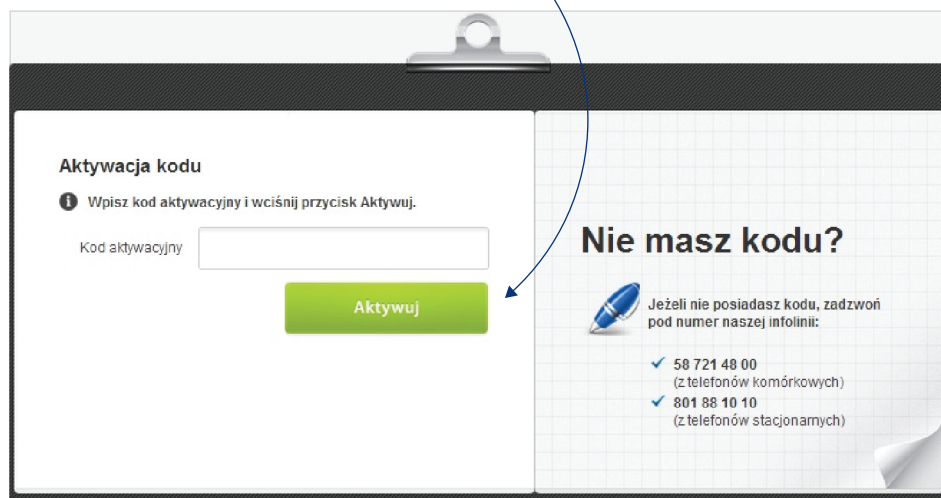 Aktywacja kodu
Wpisz kod aktywacyjny i wciśnij przycisk Aktywuj.
Kod aktywacyjny
Aktywuj
Nie masz kodu?
Jeżeli nie posiadasz kodu, zadzwoń
pod numer naszej infolinii:
58 721 48 00
(z telefonów komórkowych)
801 88 10 10
(z telefonów stacjonarnych)